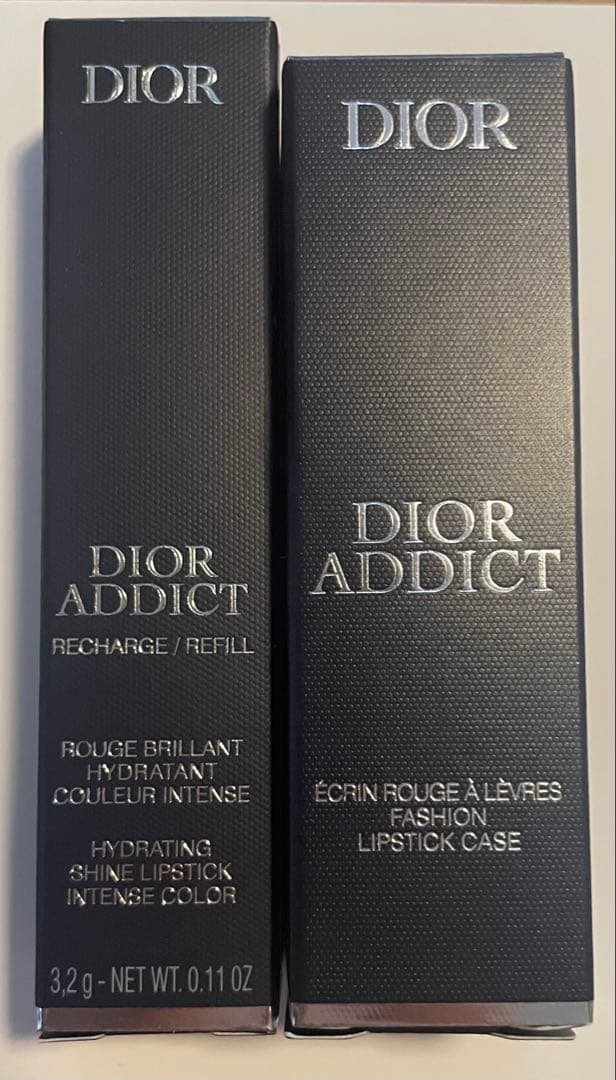 DIOR
DIOR
ADDICT
RECHARGE / REFILL
ROUGE BRILLANT
HYDRATANT
COULEUR INTENSE
HYDRATING
SHINE LIPSTICK
INTENSE COLOR
3,2 g - NET WT. 0.11 OZ
DIOR
DIOR
ADDICT
ÉCRIN ROUGE À LÈVRES
FASHION
LIPSTICK CASE